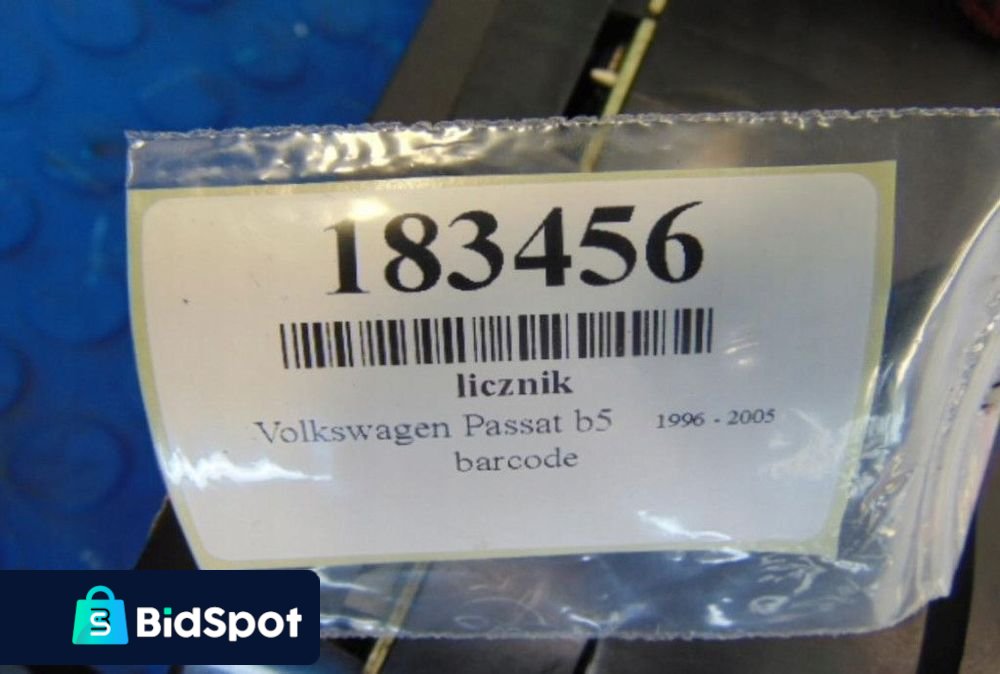 183456
licznik
Volkswagen Passat b5 1996 - 2005
barcode
BidSpot